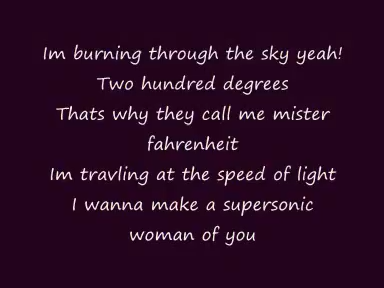 Im burning through the sky yeah!
Two hundred degrees
Thats why they call me mister
fahrenheit
Im travling at the speed of light
I wanna make a supersonic
woman of you